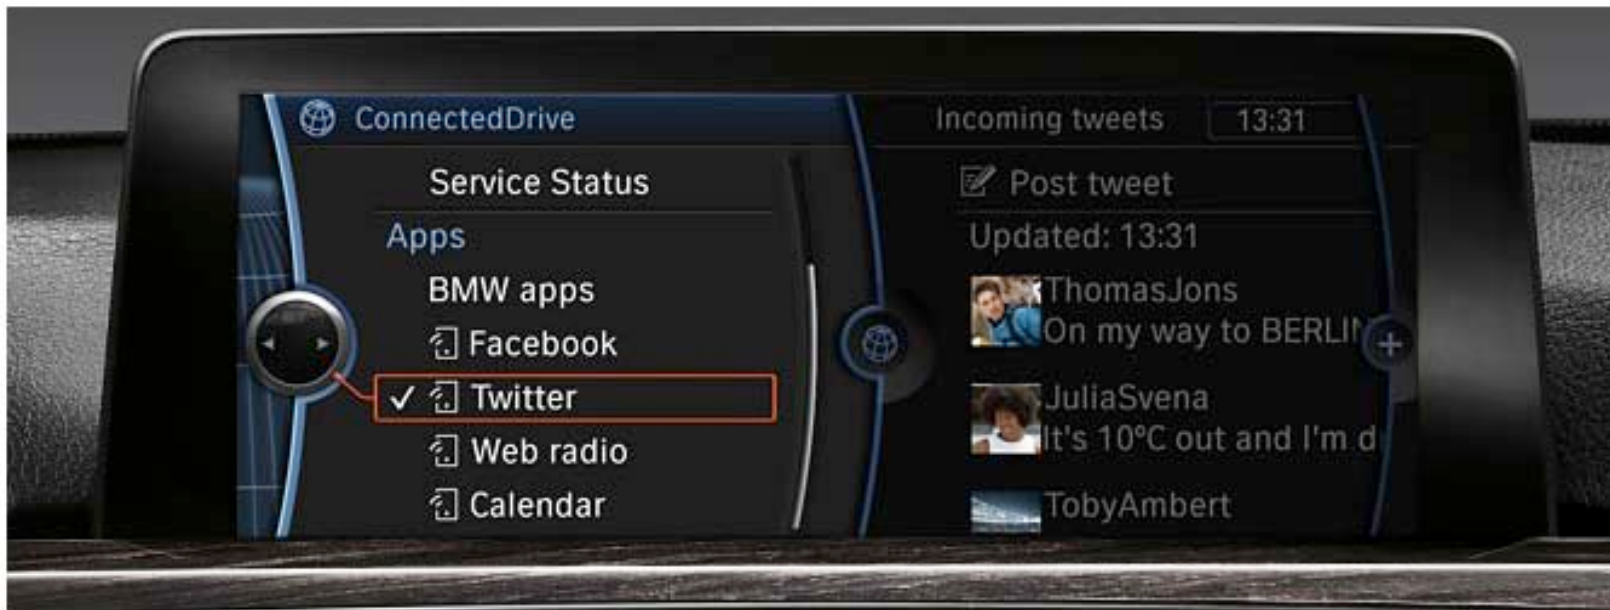 ConnectedDrive
Service Status
Apps
BMW apps
Facebook
Twitter
Web radio
Calendar
Incoming tweets 13:31
Post tweet
Updated: 13:31
ThomasJons
On my way to BERLIN
JuliaSvena
It's 10°C out and I'm d
TobyAmbert